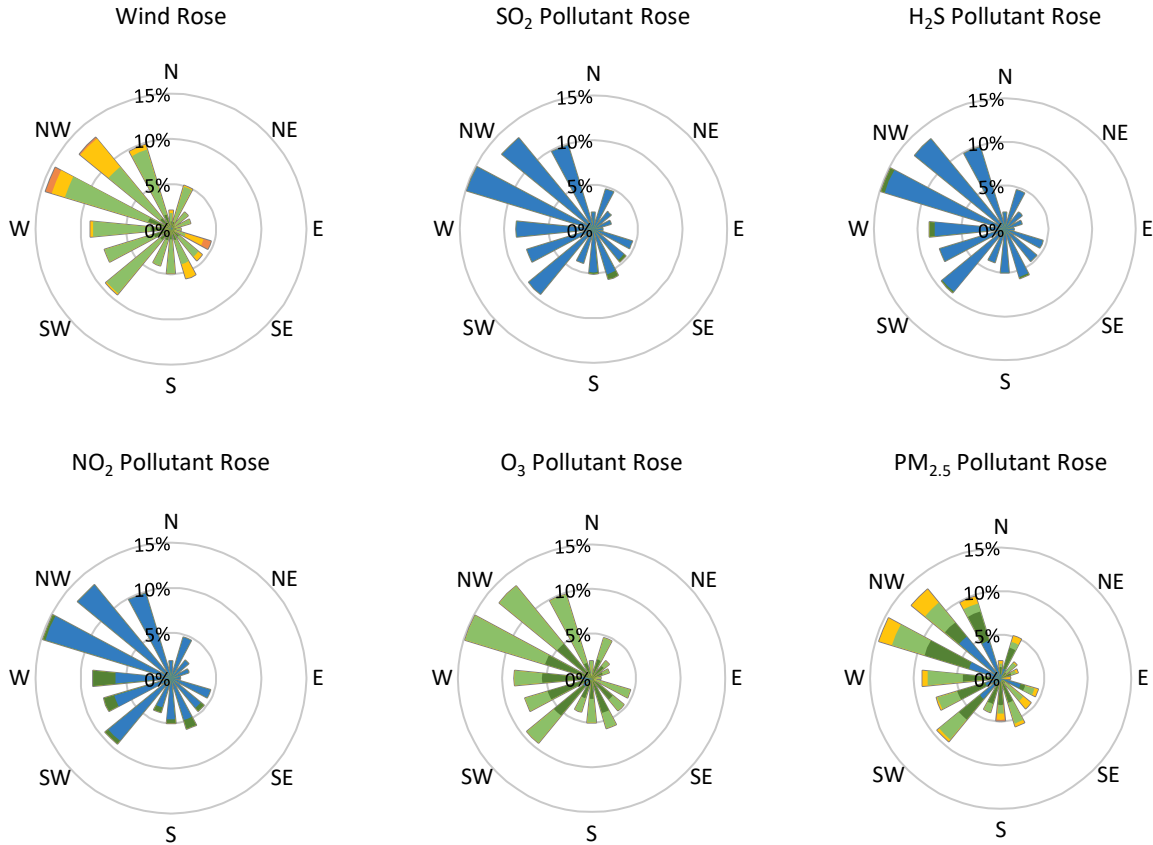 Wind Rose
N
15%
NW
NE
10%
5%
W
0%
E
SW
SE
S
SO₂ Pollutant Rose
N
15%
NW
NE
10%
5%
W
0%
E
SW
SE
S
H₂S Pollutant Rose
N
15%
NW
NE
10%
5%
W
0%
E
SW
SE
S
NO₂ Pollutant Rose
N
15%
NW
NE
10%
5%
W
0%
E
SW
SE
S
O₃ Pollutant Rose
N
15%
NW
NE
10%
5%
W
0%
E
SW
SE
S
PM₂.₅ Pollutant Rose
N
15%
NW
NE
10%
5%
W
0%
E
SW
SE
S